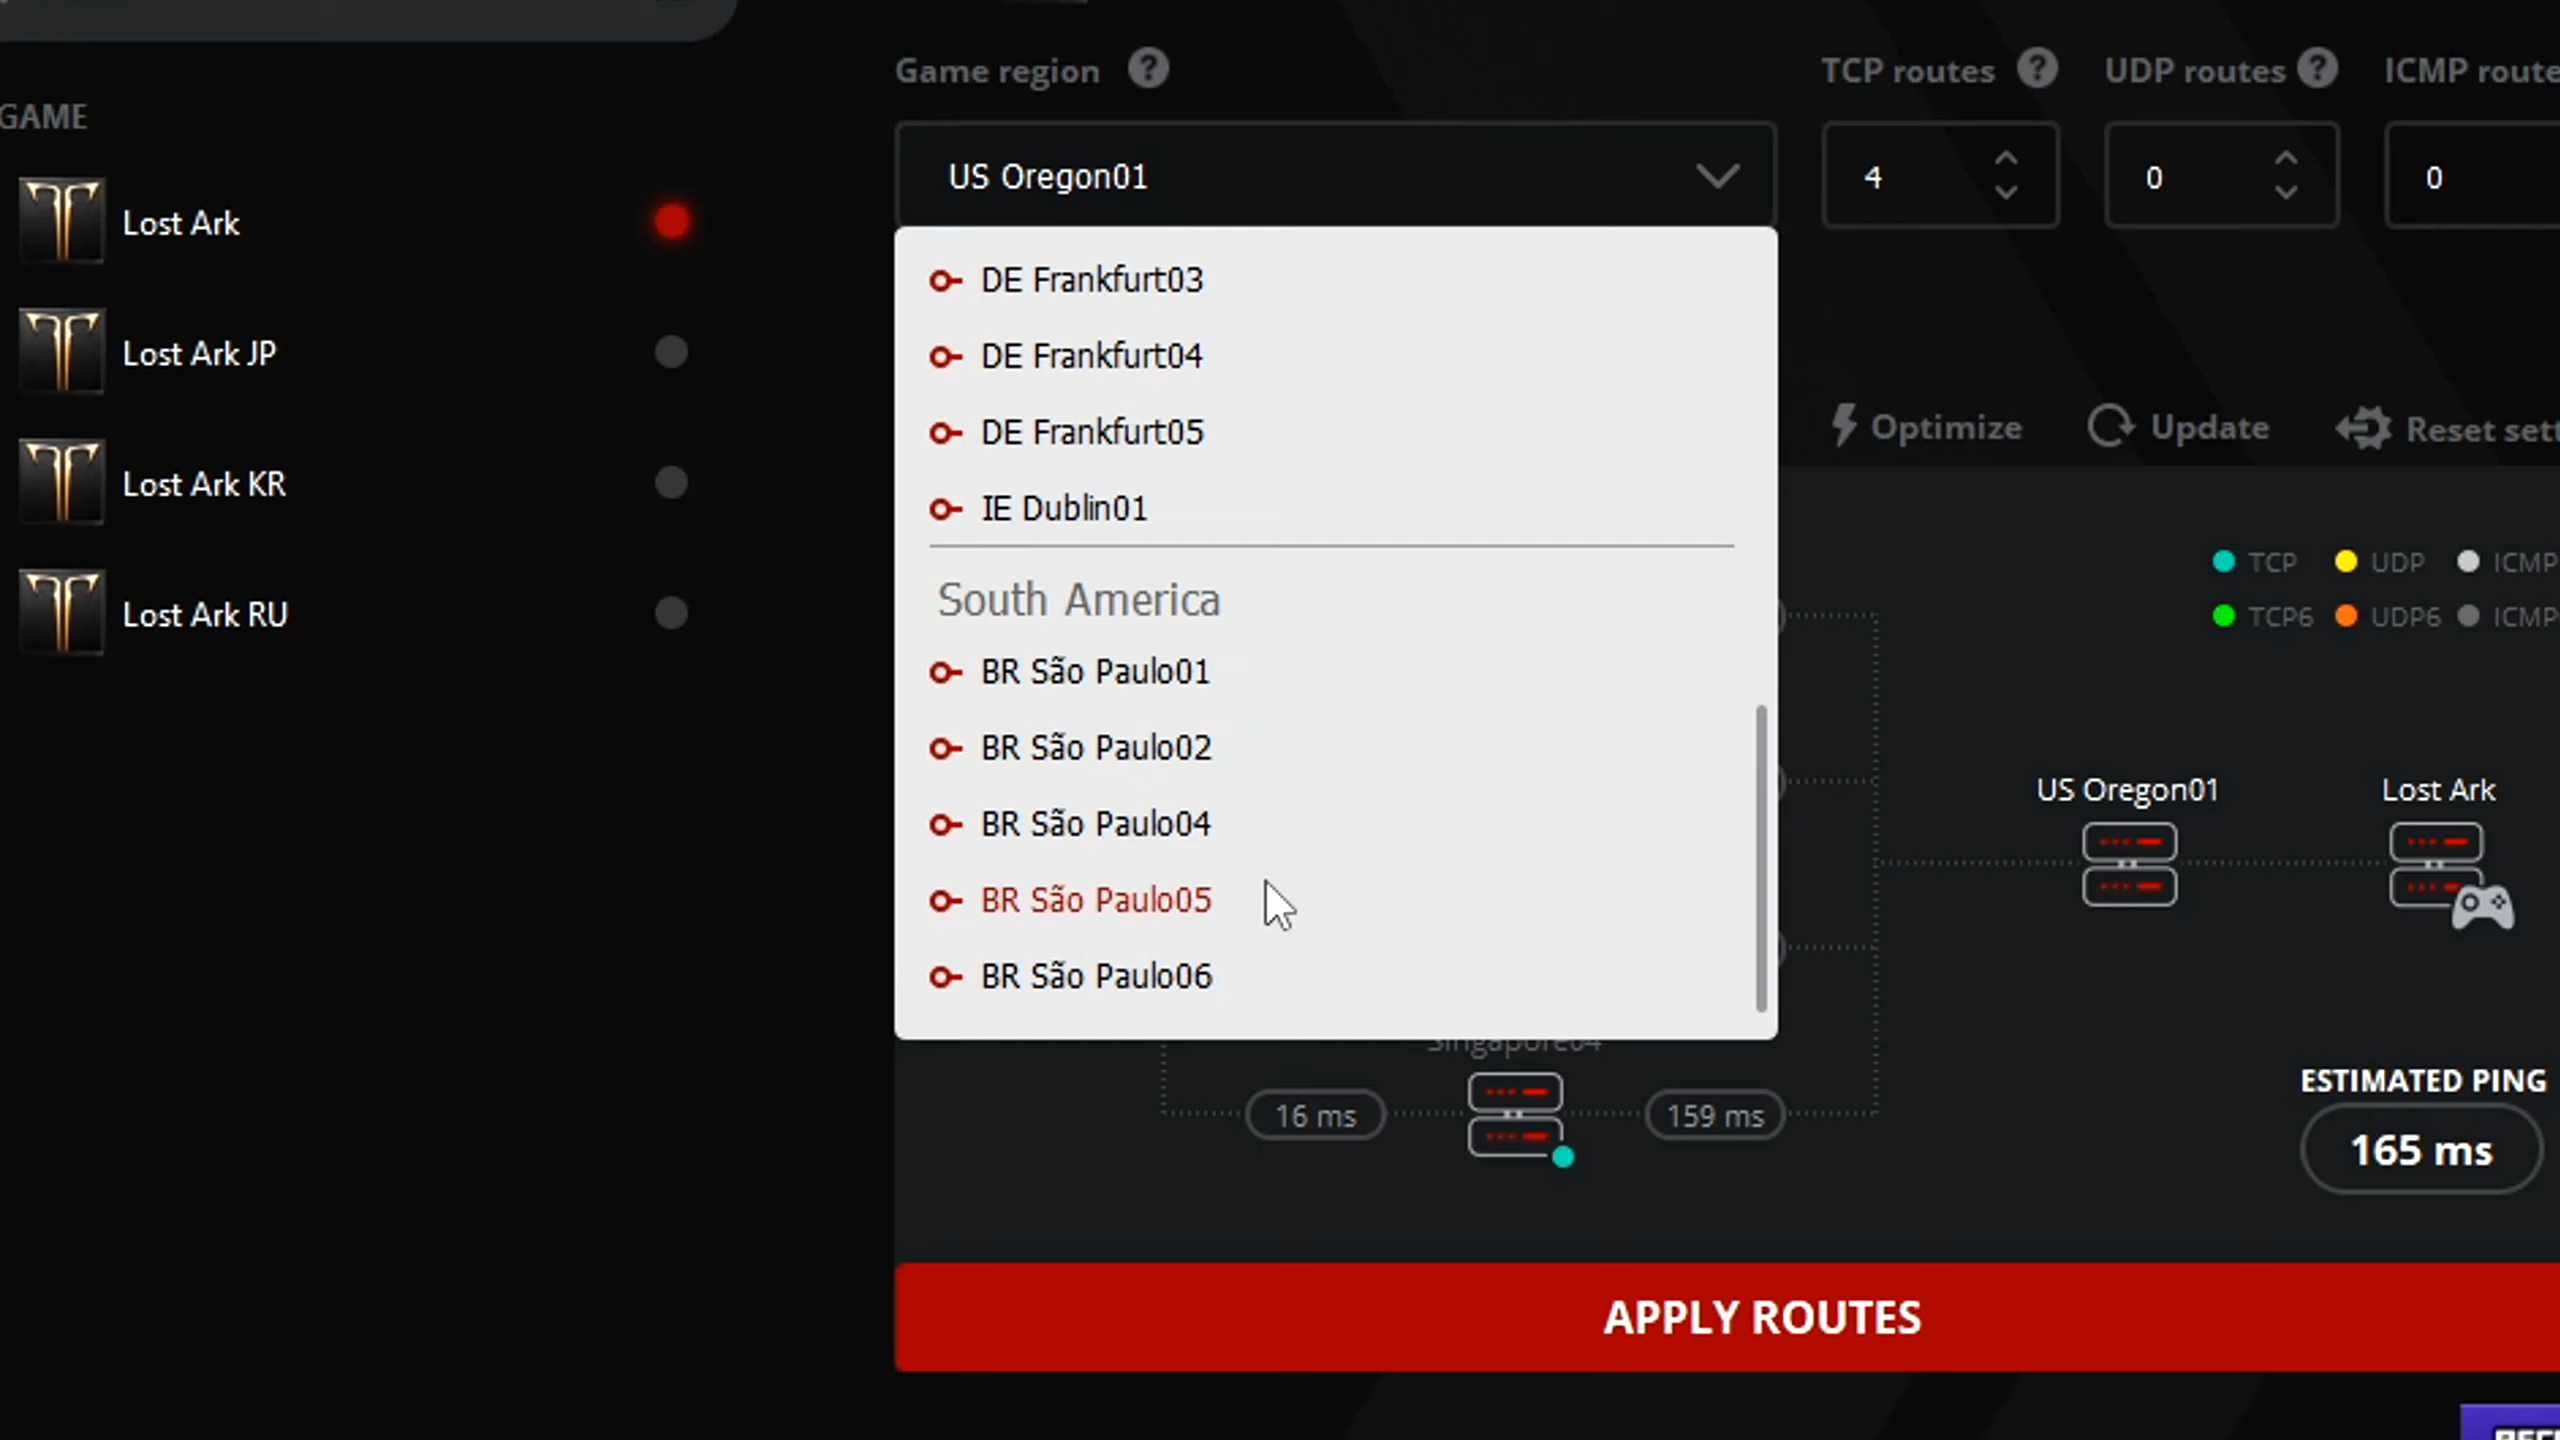 GAME
Lost Ark
Lost Ark JP
Lost Ark KR
Lost Ark RU
Game region ?
US Oregon01
DE Frankfurt03
DE Frankfurt04
DE Frankfurt05
IE Dublin01
South America
BR São Paulo01
BR São Paulo02
BR São Paulo04
BR São Paulo05
BR São Paulo06
TCP routes ?
4
UDP routes ?
0
ICMP route
0
Optimize
Update
Reset sett
TCP UDP ICMP
TCP6 UDP6 ICMP
US Oregon01
Lost Ark
Singapore04
16 ms
159 ms
ESTIMATED PING
165 ms
APPLY ROUTES